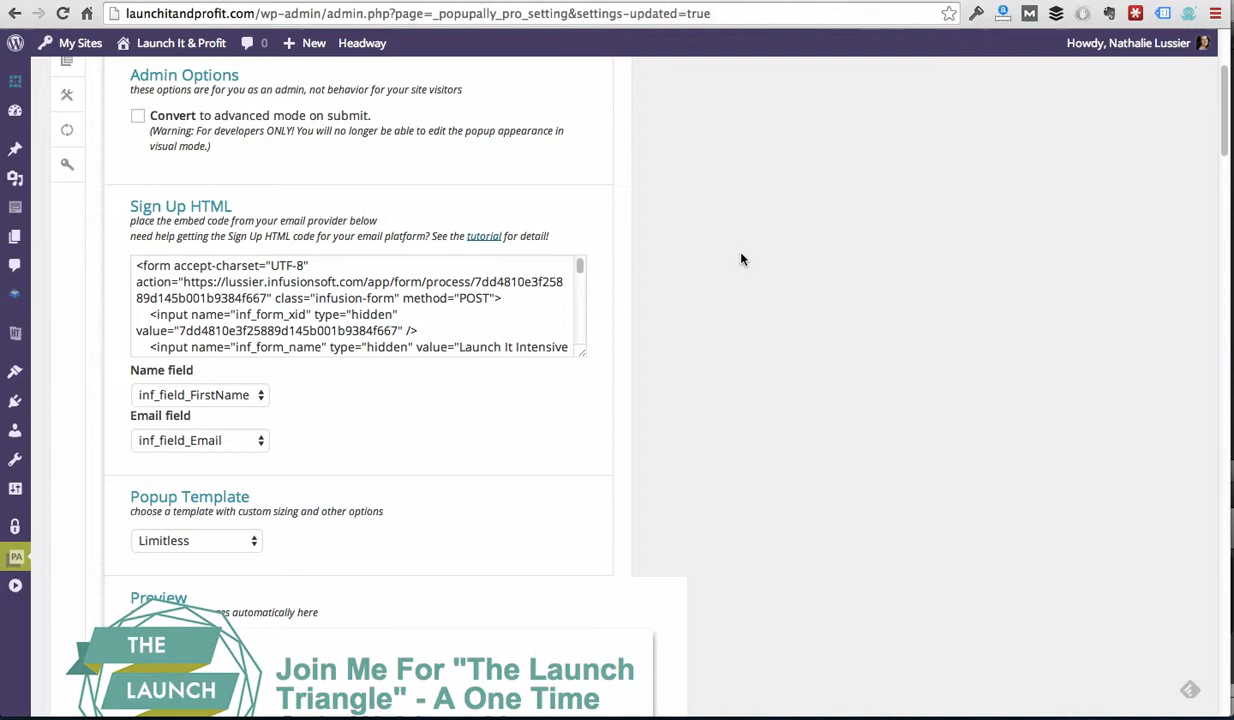 launchitandprofit.com/wp-admin/admin.php?page=_popupally_pro_setting&settings-updated=true
My Sites
Launch It & Profit
0
New
Headway
Howdy, Nathalie Lussier
Admin Options
these options are for you as an admin, not behavior for your site visitors
Convert to advanced mode on submit.
(Warning: For developers ONLY! You will no longer be able to edit the popup appearance in
visual mode.)
Sign Up HTML
place the embed code from your email provider below
need help getting the Sign Up HTML code for your email platform? See the tutorial for detail!
<form accept-charset="UTF-8"
action="https://lussier.infusionsoft.com/app/form/process/7dd4810e3f258
89d145b001b9384f667" class="infusion-form" method="POST">
<input name="inf_form_xid" type="hidden"
value="7dd4810e3f25889d145b001b9384f667" />
<input name="inf_form_name" type="hidden" value="Launch It Intensive
Name field
inf_field_FirstName
Email field
inf_field_Email
Popup Template
choose a template with custom sizing and other options
Limitless
PA
Preview
automatically here
THE
LAUNCH
Join Me For "The Launch
Triangle" - A One Time